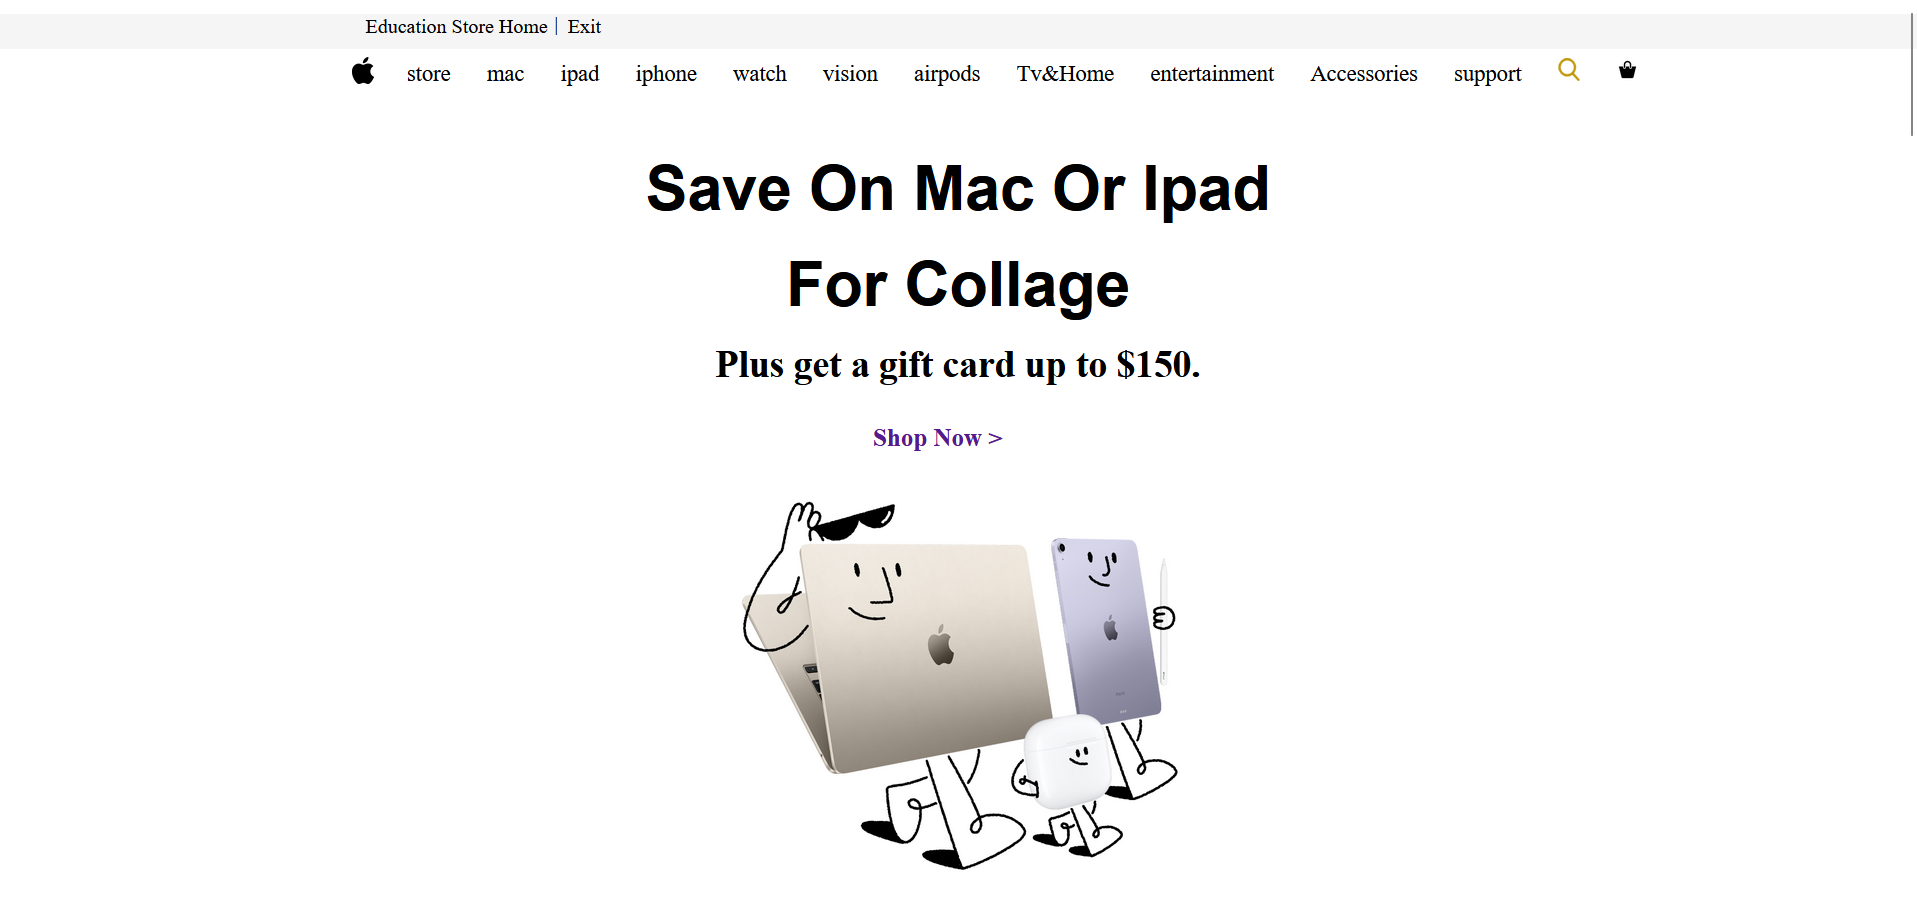 Education Store Home | Exit
store mac ipad iphone watch vision airpods Tv&Home entertainment Accessories support
Save On Mac Or Ipad
For Collage
Plus get a gift card up to $150.
Shop Now >